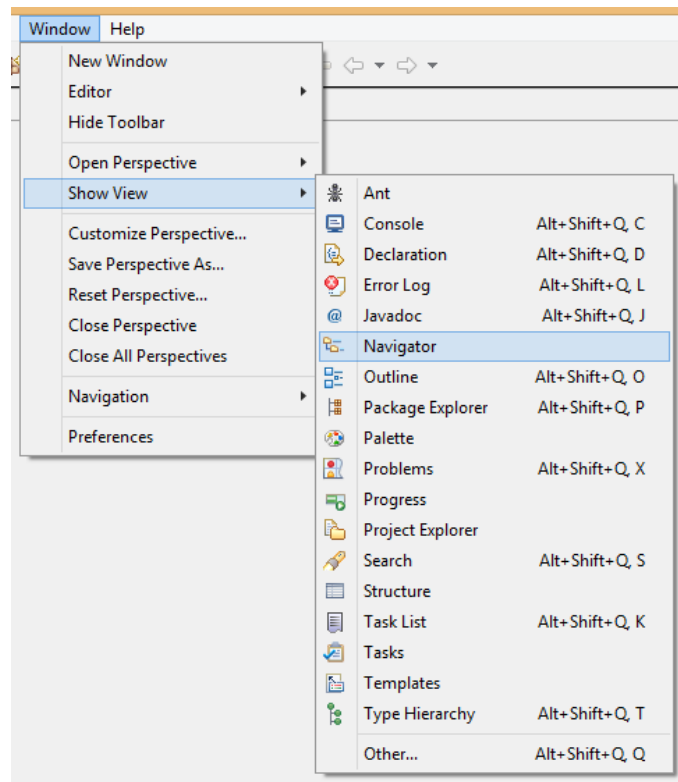 Window Help
New Window
Editor
Hide Toolbar
Open Perspective
Show View
Customize Perspective...
Save Perspective As...
Reset Perspective...
Close Perspective
Close All Perspectives
Navigation
Preferences
Ant
Console Alt+Shift+Q, C
Declaration Alt+Shift+Q, D
Error Log Alt+Shift+Q, L
Javadoc Alt+Shift+Q, J
Navigator
Outline Alt+Shift+Q, O
Package Explorer Alt+Shift+Q, P
Palette
Problems Alt+Shift+Q, X
Progress
Project Explorer
Search Alt+Shift+Q, S
Structure
Task List Alt+Shift+Q, K
Tasks
Templates
Type Hierarchy Alt+Shift+Q, T
Other... Alt+Shift+Q, Q